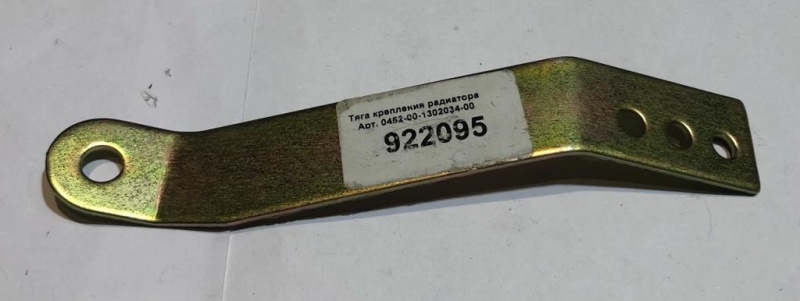 Тяга крепления радиатора
Арт. 0452-00-1302034-00
922095